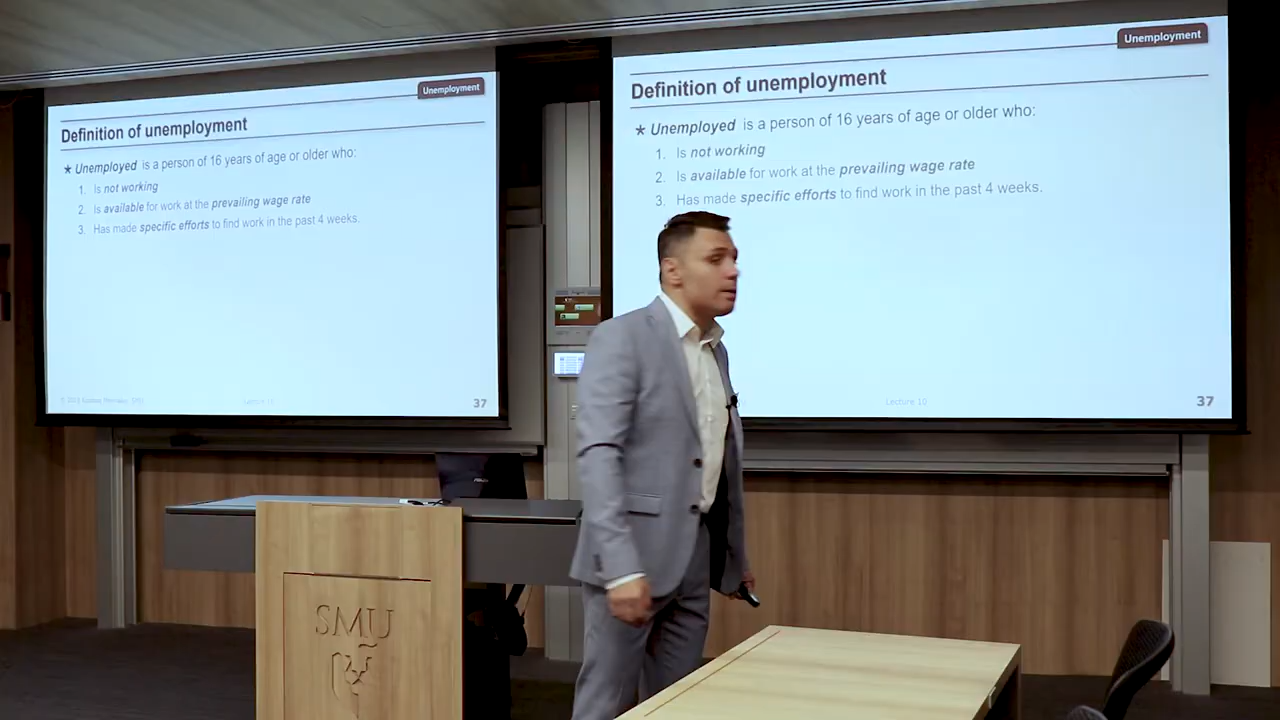 Unemployment
Definition of unemployment
★ Unemployed is a person of 16 years of age or older who:
1. Is not working
2. Is available for work at the prevailing wage rate
3. Has made specific efforts to find work in the past 4 weeks.
Lecture 10
37
Unemployment
Definition of unemployment
★ Unemployed is a person of 16 years of age or older who:
1. Is not working
2. Is available for work at the prevailing wage rate
3. Has made specific efforts to find work in the past 4 weeks.
Lecture 10
37
SMU